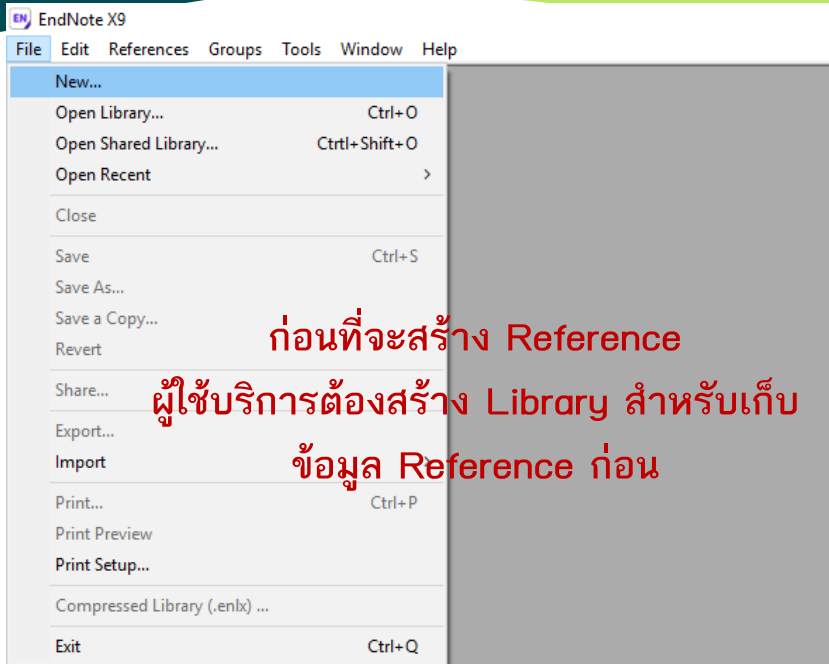 EN EndNote X9
File Edit References Groups Tools Window Help
New...
Open Library... Ctrl+O
Open Shared Library... Ctrtl+Shift+O
Open Recent >
Close
Save Ctrl+S
Save As...
Save a Copy...
Revert
ก่อนที่จะสร้าง Reference
Share...
ผู้ใช้บริการต้องสร้าง Library สำหรับเก็บ
Export...
Import
ข้อมูล Reference ก่อน
Print... Ctrl+P
Print Preview
Print Setup...
Compressed Library (.enlx) ...
Exit Ctrl+Q